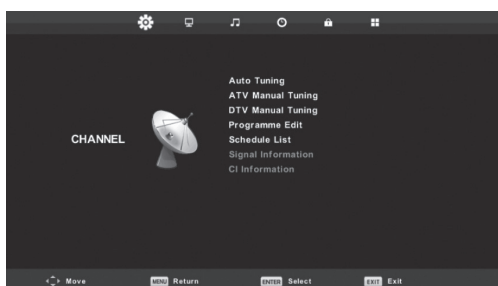 Auto Tuning
ATV Manual Tuning
DTV Manual Tuning
Programme Edit
CHANNEL
Schedule List
Signal Information
CI Information
Move MENU Return ENTER Select EXIT Exit